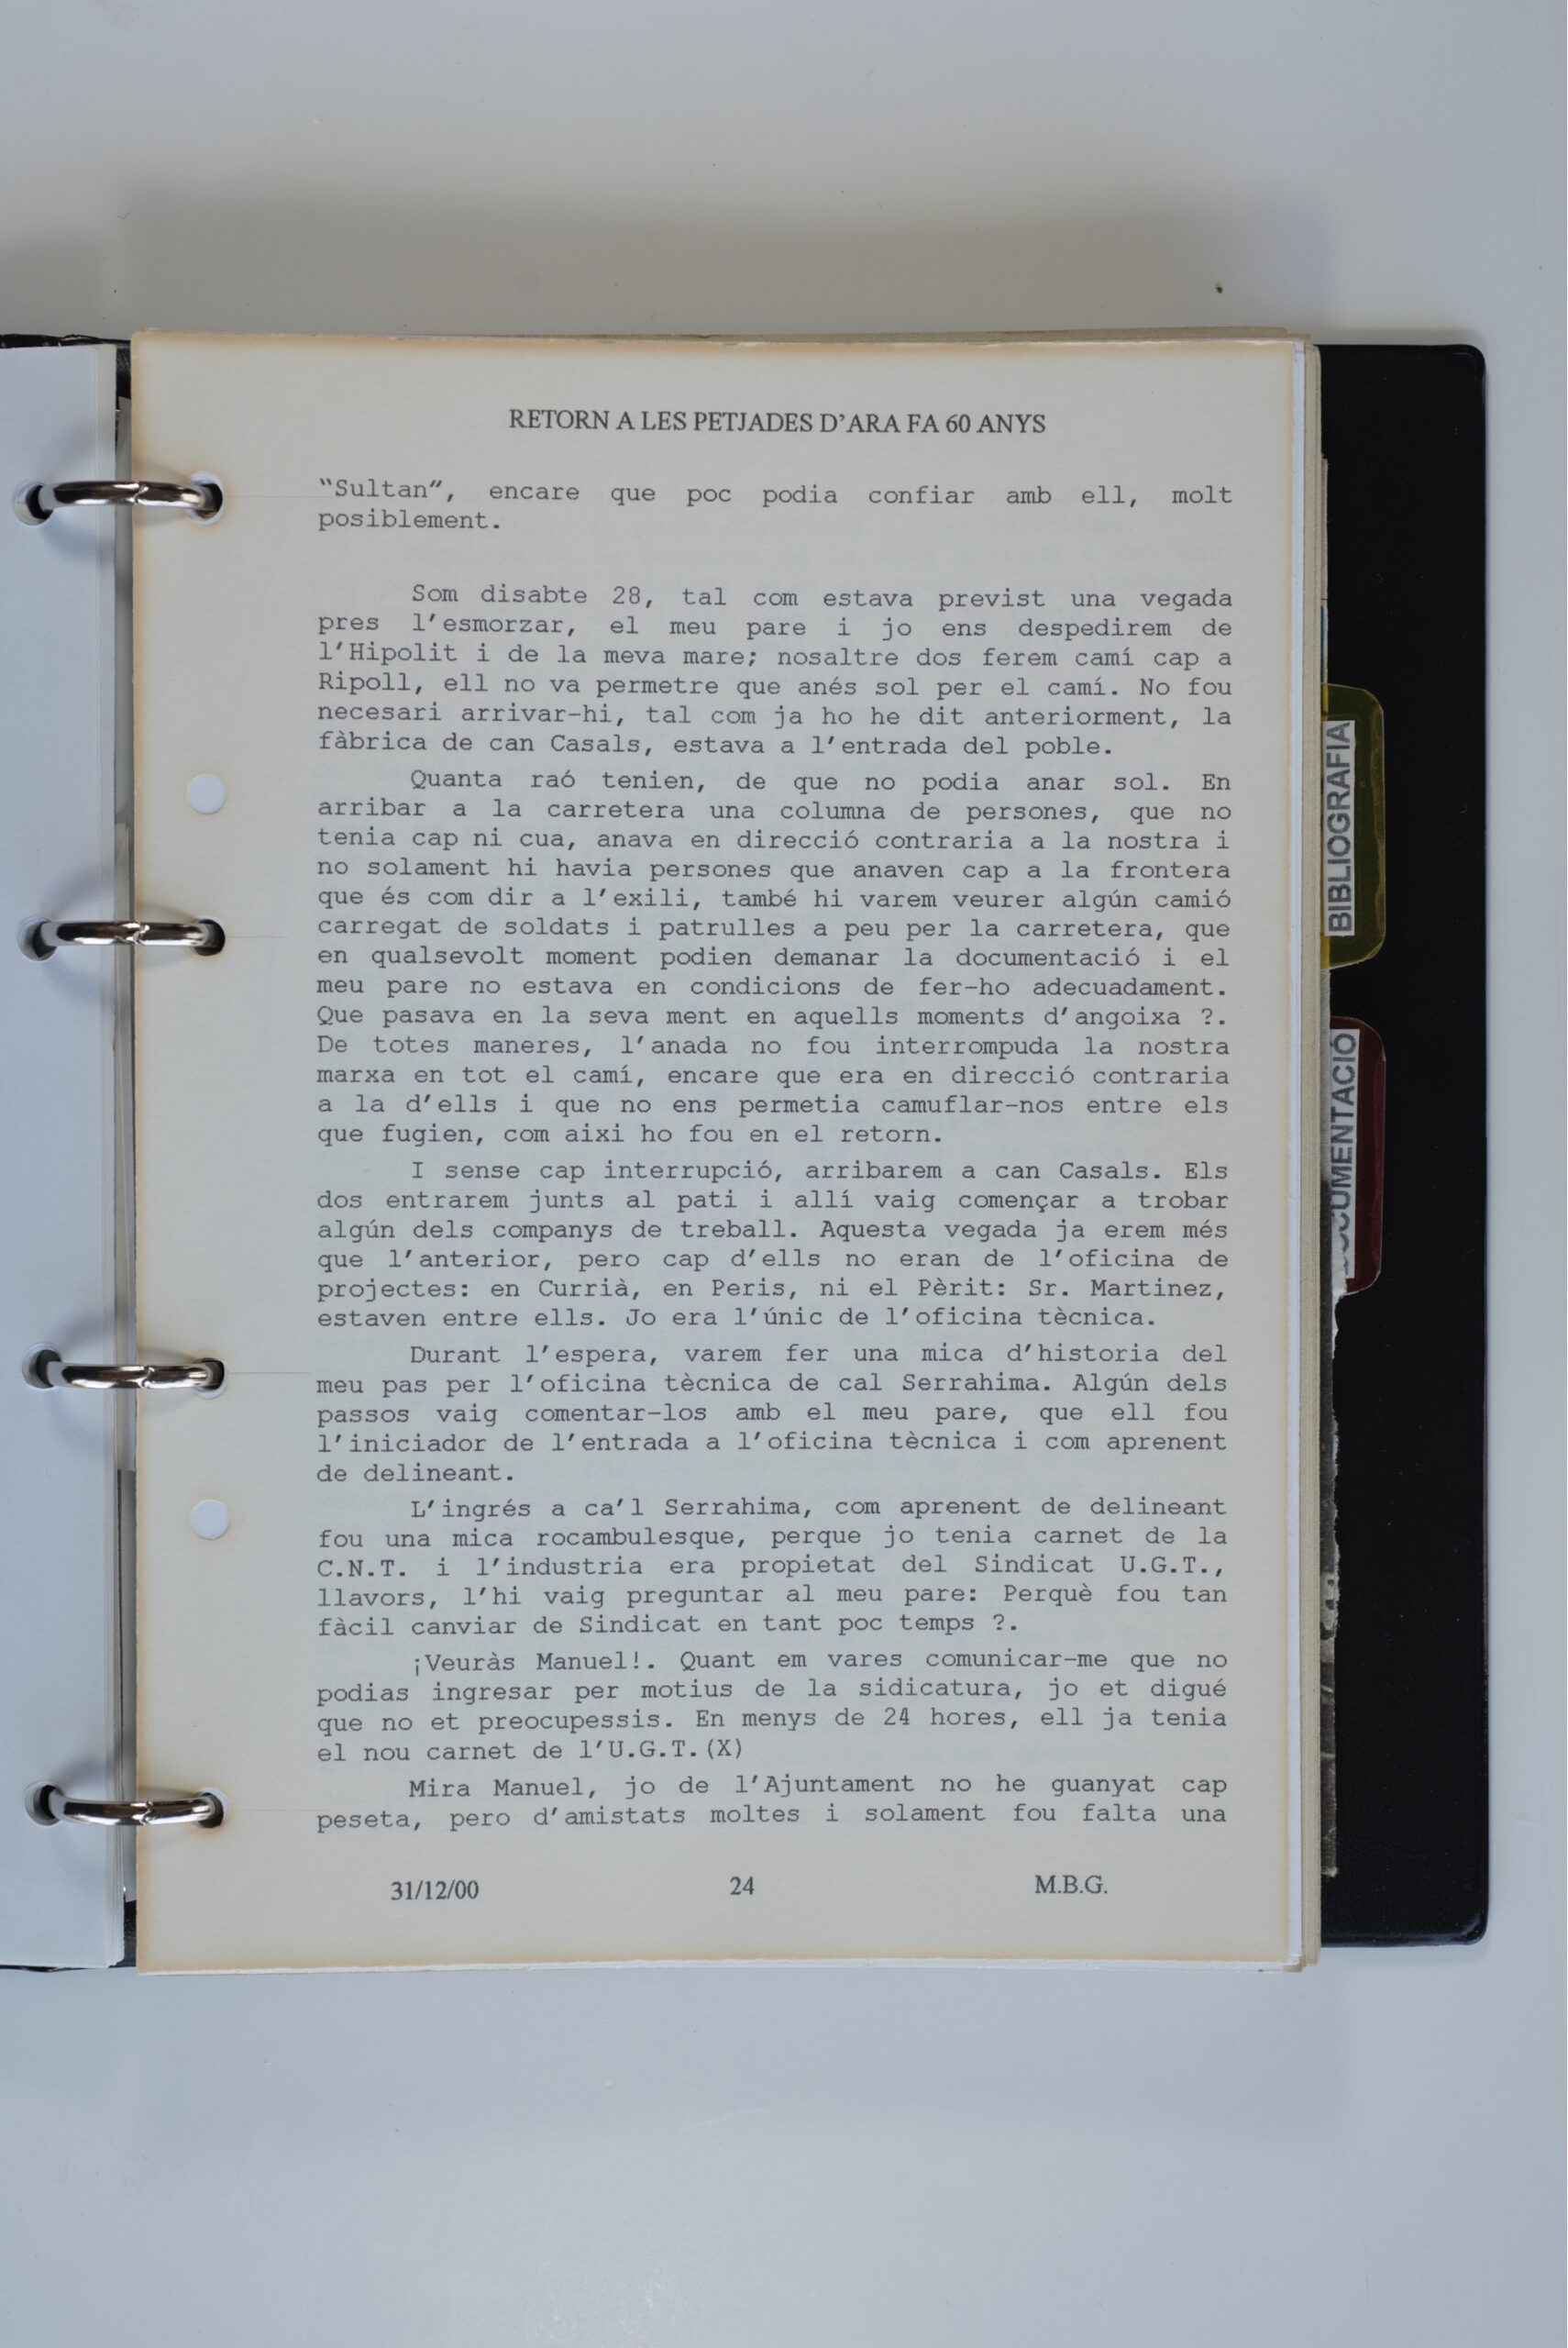 RETORN A LES PETJADES D'ARA FA 60 ANYS
"Sultan", encare que poc podia confiar amb ell, molt
posiblement.
Som disabte 28, tal com estava previst una vegada
pres l'esmorzar, el meu pare i jo ens despedirem de
l'Hipolit i de la meva mare; nosaltre dos ferem camí cap a
Ripoll, ell no va permetre que anés sol per el camí. No fou
necesari arrivar-hi, tal com ja ho he dit anteriorment, la
fàbrica de can Casals, estava a l'entrada del poble.
Quanta raó tenien, de que no podia anar sol. En
arribar a la carretera una columna de persones, que no
tenia cap ni cua, anava en direcció contraria a la nostra i
no solament hi havia persones que anaven cap a la frontera
que és com dir a l'exili, també hi varem veurer algún camió
carregat de soldats i patrulles a peu per la carretera, que
en qualsevolt moment podien demanar la documentació i el
meu pare no estava en condicions de fer-ho adecuadament.
Que pasava en la seva ment en aquells moments d'angoixa ?.
De totes maneres, l'anada no fou interrompuda la nostra
marxa en tot el camí, encare que era en direcció contraria
a la d'ells i que no ens permetia camuflar-nos entre els
que fugien, com aixi ho fou en el retorn.
I sense cap interrupció, arribarem a can Casals. Els
dos entrarem junts al pati i allí vaig començar a trobar
algún dels companys de treball. Aquesta vegada ja erem més
que l'anterior, pero cap d'ells no eran de l'oficina de
projectes: en Currià, en Peris, ni el Pèrit: Sr. Martinez,
estaven entre ells. Jo era l'únic de l'oficina tècnica.
Durant l'espera, varem fer una mica d'historia del
meu pas per l'oficina tècnica de cal Serrahima. Algún dels
passos vaig comentar-los amb el meu pare, que ell fou
l'iniciador de l'entrada a l'oficina tècnica i com aprenent
de delineant.
L'ingrés a ca'l Serrahima, com aprenent de delineant
fou una mica rocambulesque, perque jo tenia carnet de la
C.N.T. i l'industria era propietat del Sindicat U.G.T.,
llavors, l'hi vaig preguntar al meu pare: Perquè fou tan
fàcil canviar de Sindicat en tant poc temps ?.
¡Veuràs Manuel!. Quant em vares comunicar-me que no
podias ingresar per motius de la sidicatura, jo et digué
que no et preocupessis. En menys de 24 hores, ell ja tenia
el nou carnet de l'U.G.T.(X)
Mira Manuel, jo de l'Ajuntament no he guanyat cap
peseta, pero d'amistats moltes i solament fou falta una
31/12/00 24 M.B.G.
BIBLIOGRAFIA
DOCUMENTACIÓ